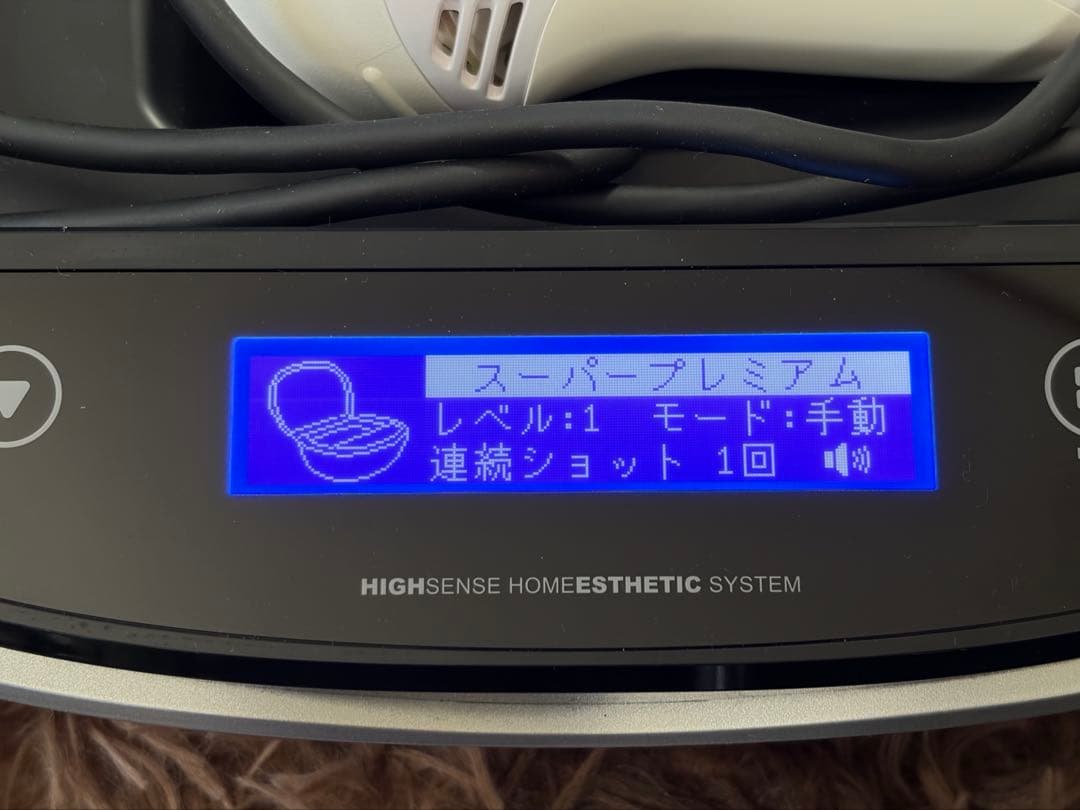 スーパープレミアム
レベル:1 モード:手動
連続ショット 1回
HIGHSENSE HOMEESTHETIC SYSTEM